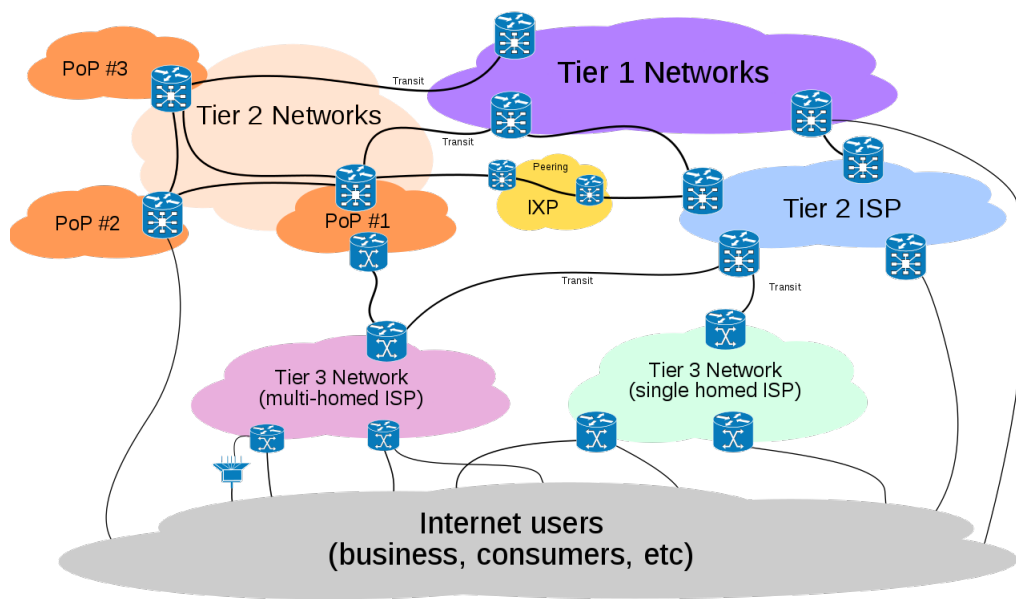 PoP #3
Tier 1 Networks
Transit
Tier 2 Networks
Transit
Peering
PoP #2
PoP #1
IXP
Tier 2 ISP
Transit
Transit
Tier 3 Network
(multi-homed ISP)
Tier 3 Network
(single homed ISP)
Internet users
(business, consumers, etc)